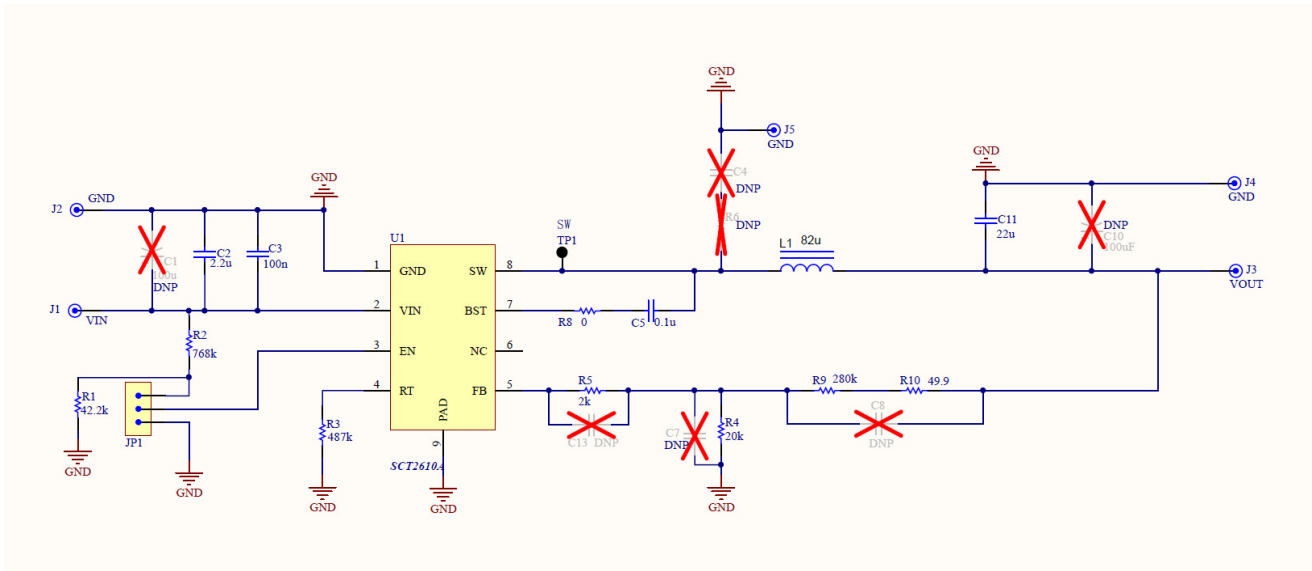 GND
J5
GND
C4
DNP
R6
DNP
GND
J4
GND
C11
22u
DNP
C10
100uF
J3
VOUT
J2
GND
GND
C1
100u
DNP
C2
2.2u
C3
100n
J1
VIN
SW
TP1
L1 82u
U1
1 GND SW 8
2 VIN BST 7
3 EN NC 6
4 RT FB 5
PAD
9
SCT2610A
GND
R8 0
C5 0.1u
R2
768k
R1
42.2k
JP1
GND
GND
R3
487k
GND
R5
2k
C13 DNP
C7
DNP
R4
20k
GND
R9 280k
R10 49.9
C8
DNP